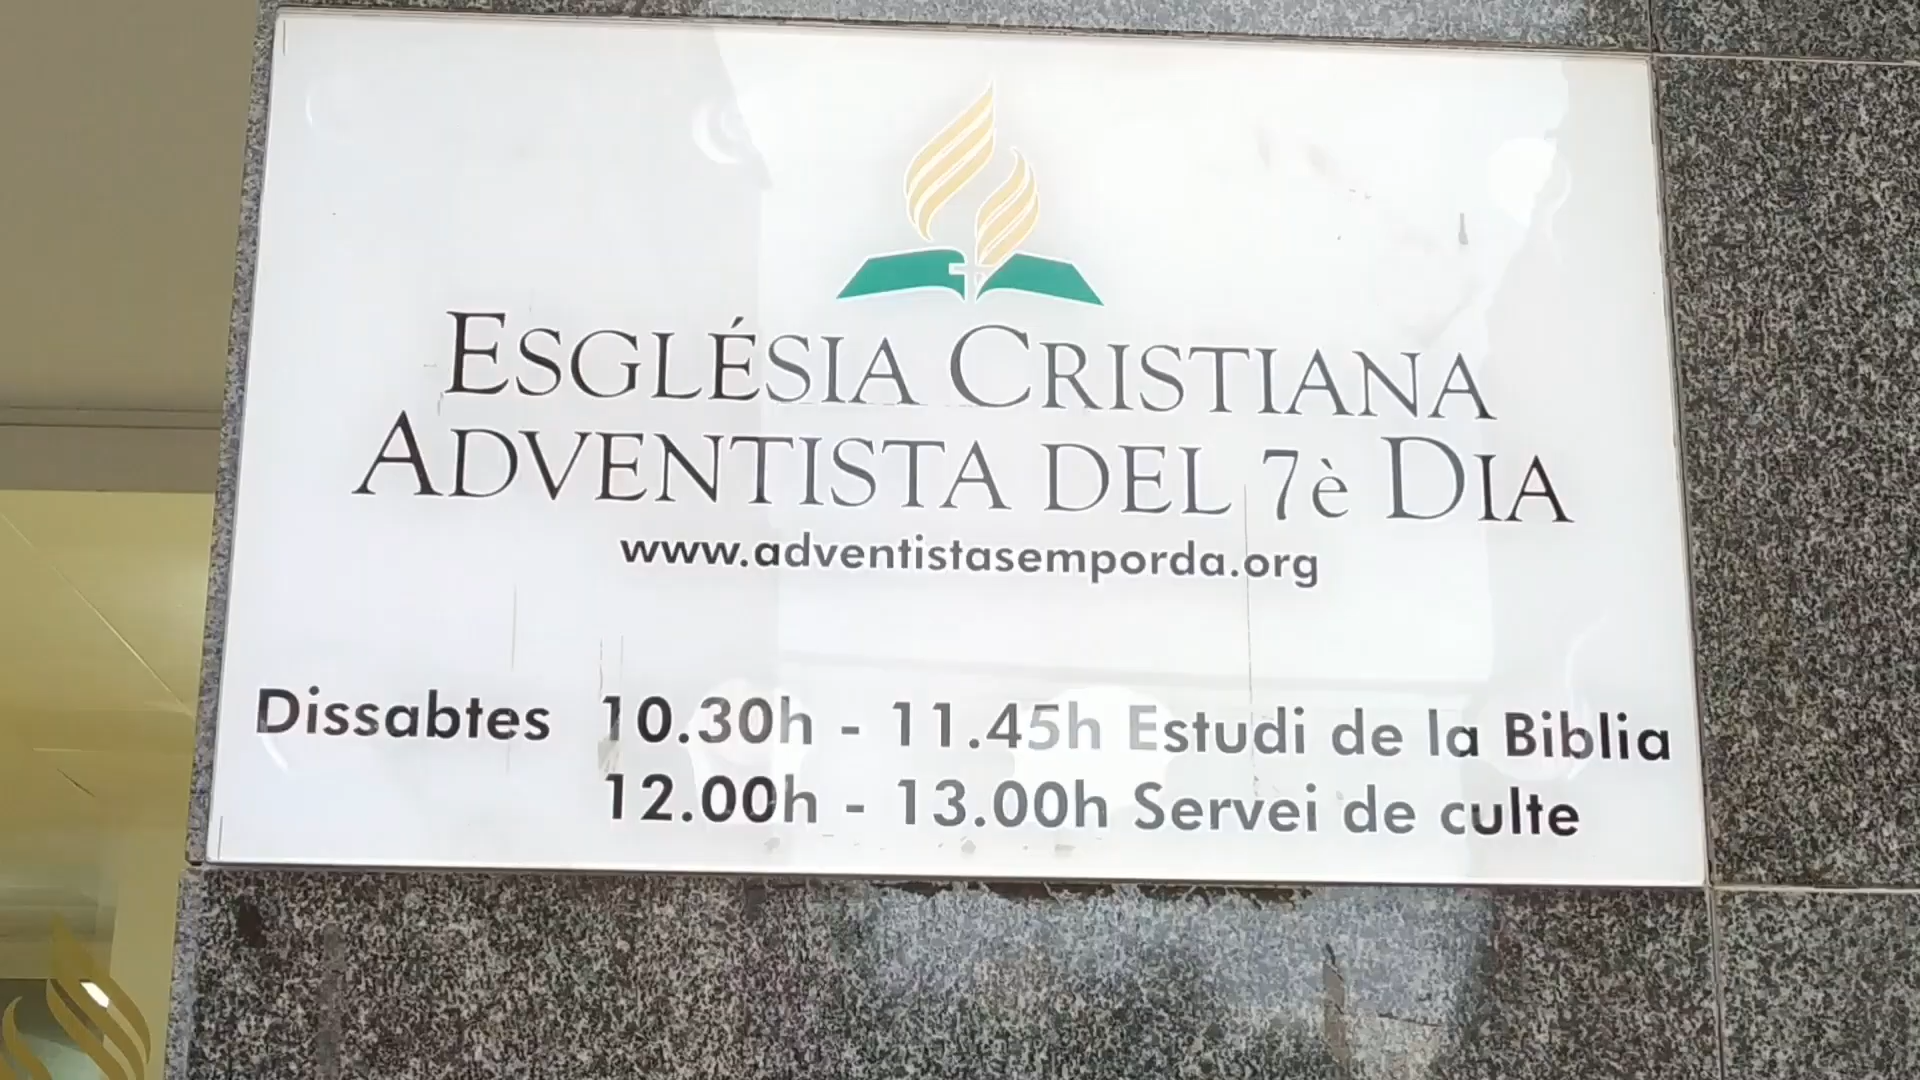 ESGLÉSIA CRISTIANA
ADVENTISTA DEL 7è DIA
www.adventistasemporda.org
Dissabtes 10.30h - 11.45h Estudi de la Biblia
12.00h - 13.00h Servei de culte